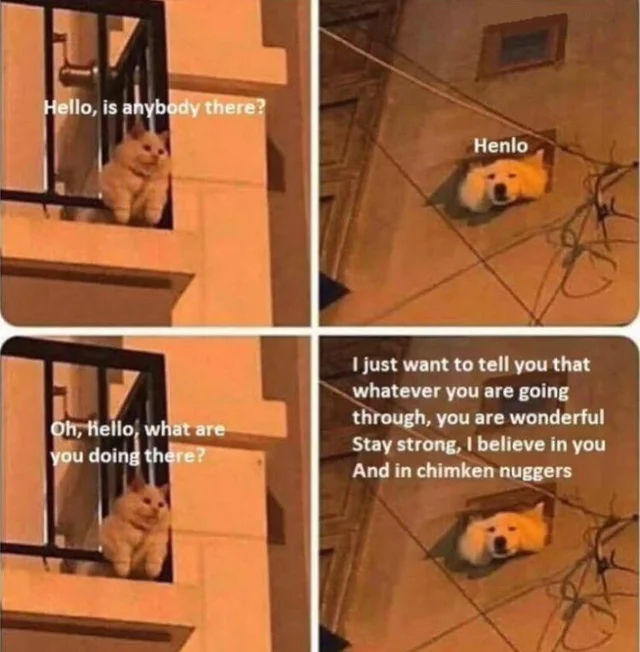 Hello, is anybody there?
Henlo
Oh, hello, what are
you doing there?
I just want to tell you that
whatever you are going
through, you are wonderful
Stay strong, I believe in you
And in chimken nuggers